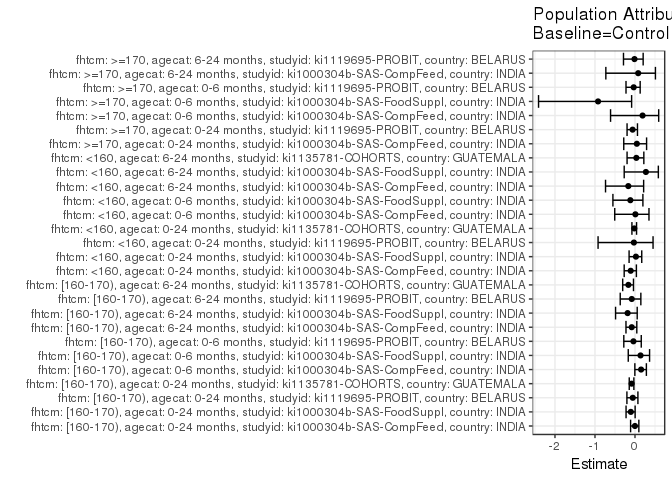 Population Attribu
Baseline=Control
fhtcm: >=170, agecat: 6-24 months, studyid: ki1119695-PROBIT, country: BELARUS
fhtcm: >=170, agecat: 6-24 months, studyid: ki1000304b-SAS-CompFeed, country: INDIA
fhtcm: >=170, agecat: 0-6 months, studyid: ki1119695-PROBIT, country: BELARUS
fhtcm: >=170, agecat: 0-6 months, studyid: ki1000304b-SAS-FoodSuppl, country: INDIA
fhtcm: >=170, agecat: 0-6 months, studyid: ki1000304b-SAS-CompFeed, country: INDIA
fhtcm: >=170, agecat: 0-24 months, studyid: ki1119695-PROBIT, country: BELARUS
fhtcm: >=170, agecat: 0-24 months, studyid: ki1000304b-SAS-CompFeed, country: INDIA
fhtcm: <160, agecat: 6-24 months, studyid: ki1135781-COHORTS, country: GUATEMALA
fhtcm: <160, agecat: 6-24 months, studyid: ki1000304b-SAS-FoodSuppl, country: INDIA
fhtcm: <160, agecat: 6-24 months, studyid: ki1000304b-SAS-CompFeed, country: INDIA
fhtcm: <160, agecat: 0-6 months, studyid: ki1000304b-SAS-FoodSuppl, country: INDIA
fhtcm: <160, agecat: 0-6 months, studyid: ki1000304b-SAS-CompFeed, country: INDIA
fhtcm: <160, agecat: 0-24 months, studyid: ki1135781-COHORTS, country: GUATEMALA
fhtcm: <160, agecat: 0-24 months, studyid: ki1119695-PROBIT, country: BELARUS
fhtcm: <160, agecat: 0-24 months, studyid: ki1000304b-SAS-FoodSuppl, country: INDIA
fhtcm: <160, agecat: 0-24 months, studyid: ki1000304b-SAS-CompFeed, country: INDIA
fhtcm: [160-170), agecat: 6-24 months, studyid: ki1135781-COHORTS, country: GUATEMALA
fhtcm: [160-170), agecat: 6-24 months, studyid: ki1119695-PROBIT, country: BELARUS
fhtcm: [160-170), agecat: 6-24 months, studyid: ki1000304b-SAS-FoodSuppl, country: INDIA
fhtcm: [160-170), agecat: 6-24 months, studyid: ki1000304b-SAS-CompFeed, country: INDIA
fhtcm: [160-170), agecat: 0-6 months, studyid: ki1119695-PROBIT, country: BELARUS
fhtcm: [160-170), agecat: 0-6 months, studyid: ki1000304b-SAS-FoodSuppl, country: INDIA
fhtcm: [160-170), agecat: 0-6 months, studyid: ki1000304b-SAS-CompFeed, country: INDIA
fhtcm: [160-170), agecat: 0-24 months, studyid: ki1135781-COHORTS, country: GUATEMALA
fhtcm: [160-170), agecat: 0-24 months, studyid: ki1119695-PROBIT, country: BELARUS
fhtcm: [160-170), agecat: 0-24 months, studyid: ki1000304b-SAS-FoodSuppl, country: INDIA
fhtcm: [160-170), agecat: 0-24 months, studyid: ki1000304b-SAS-CompFeed, country: INDIA
-2 -1 0
Estimate